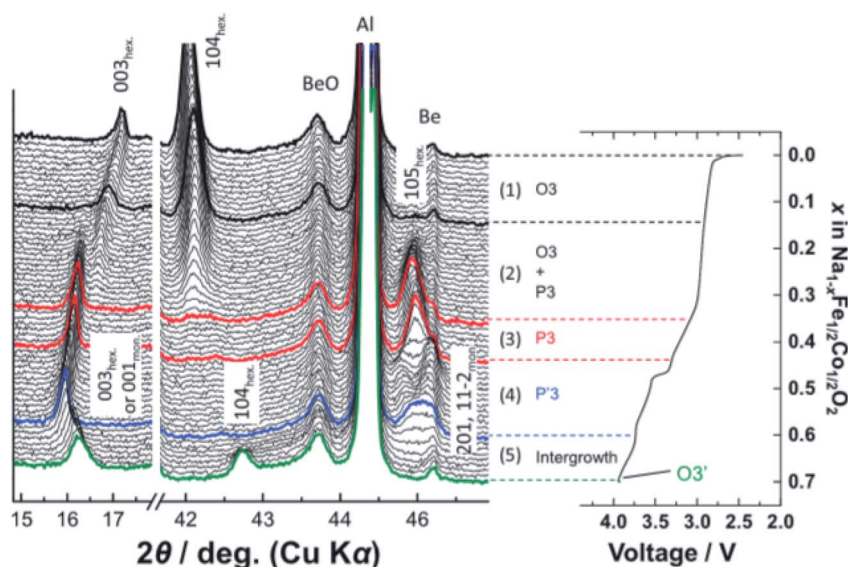 003hex.
104hex.
BeO
Al
Be
105hex.
003hex.
or 001mon.
104hex.
201, 11-2mon.
15 16 17 42 43 44 46
2θ / deg. (Cu Kα)
(1) O3
(2) O3
+
P3
(3) P3
(4) P'3
(5) Intergrowth
O3'
0.0
0.1
0.2
0.3
0.4
0.5
0.6
0.7
x in Na1-xFe1/2Co1/2O2
4.0 3.5 3.0 2.5 2.0
Voltage / V